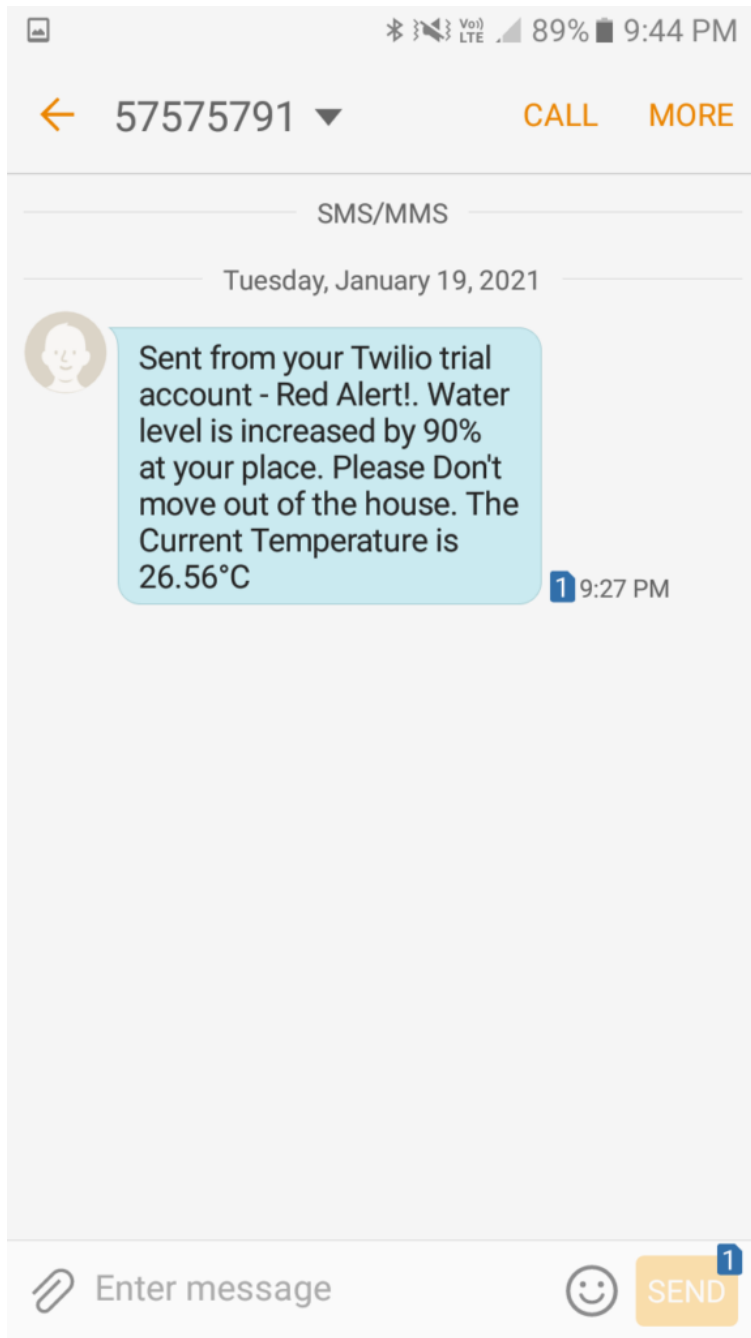 Vo)) LTE 89% 9:44 PM
57575791 CALL MORE
SMS/MMS
Tuesday, January 19, 2021
Sent from your Twilio trial
account - Red Alert!. Water
level is increased by 90%
at your place. Please Don't
move out of the house. The
Current Temperature is
26.56°C
1 9:27 PM
Enter message
1
SEND